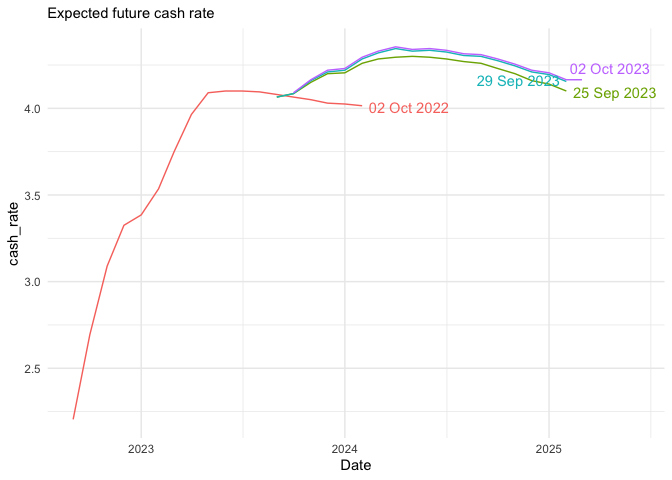 Expected future cash rate
02 Oct 2023
29 Sep 2023
25 Sep 2023
4.0
02 Oct 2022
3.5
cash_rate
3.0
2.5
2023
2024
2025
Date